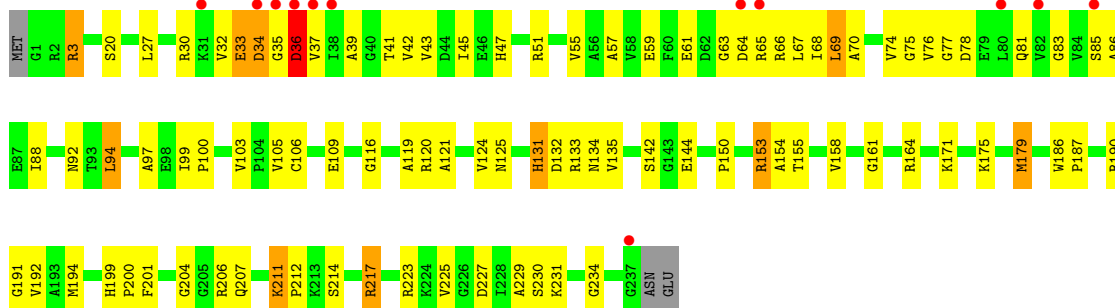 MET G1 R2 R3 S20 L27 R30 K31 V32 E33 D34 G35 D36 V37 I38 A39 G40 T41 V42 V43 D44 I45 E46 H47 R51 V55 A56 A57 V58 E59 F60 E61 D62 G63 D64 R65 R66 L67 I68 L69 A70 V74 G75 V76 G77 D78 E79 L80 Q81 V82 G83 V84 S85 A86
E87 I88 N92 T93 L94 A97 E98 I99 P100 V103 P104 V105 C106 E109 G116 A119 R120 A121 V124 N125 H131 D132 R133 N134 V135 S142 G143 E144 P150 R153 A154 T155 V158 G161 R164 K171 K175 M179 W186 P187 R190
G191 V192 A193 M194 H199 P200 F201 G204 G205 R206 Q207 K211 P212 K213 S214 R217 R223 K224 V225 G226 D227 I228 A229 S230 K231 G234 G237 ASN GLU